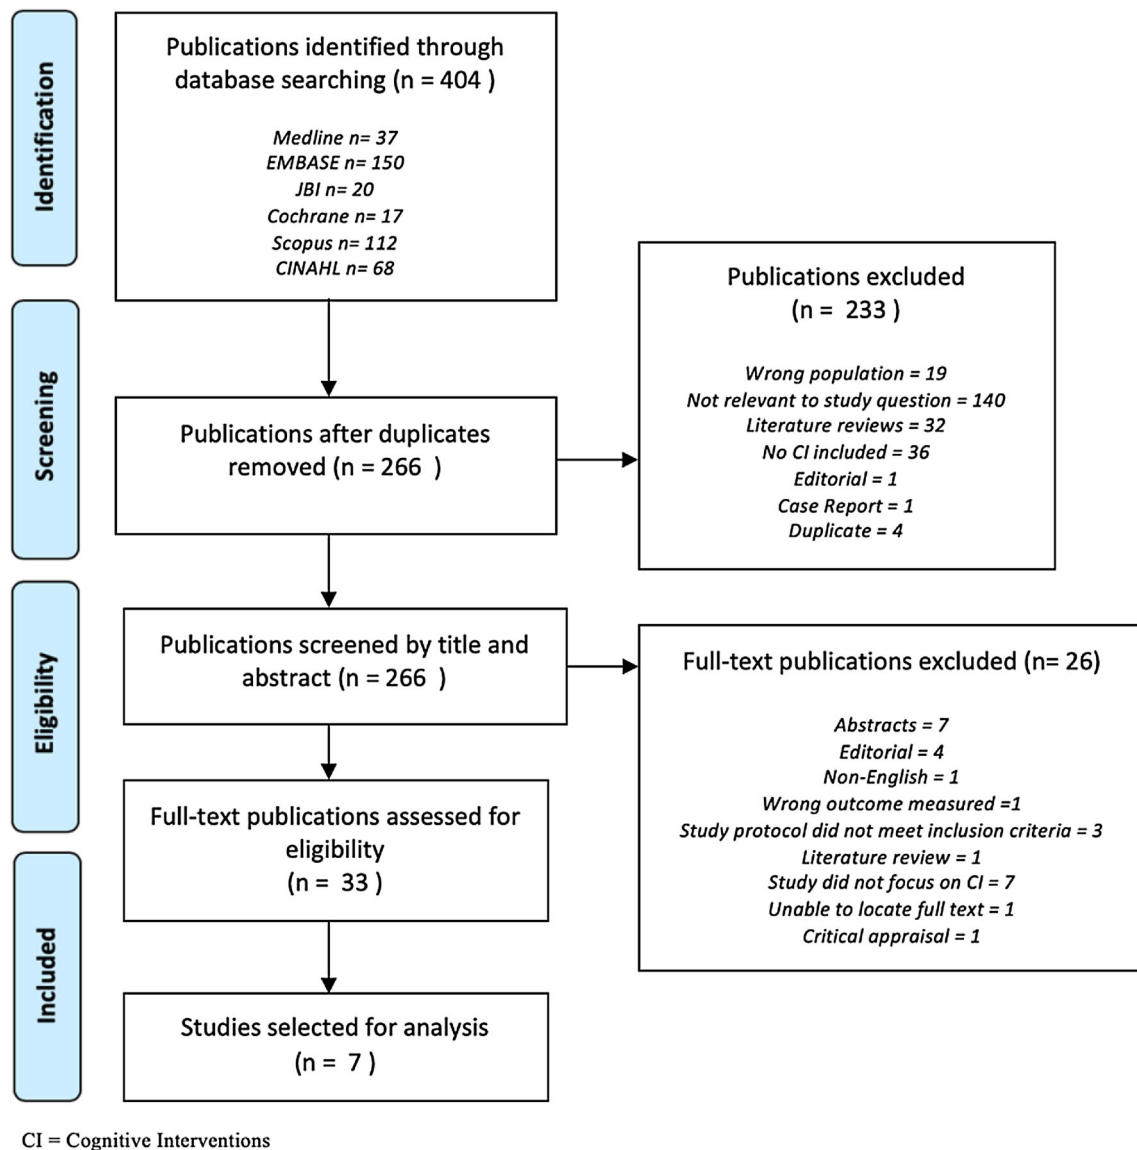 Identification
Publications identified through
database searching (n = 404 )
Medline n= 37
EMBASE n= 150
JBI n= 20
Cochrane n= 17
Scopus n= 112
CINAHL n= 68
Screening
Publications after duplicates
removed (n = 266 )
Publications excluded
(n = 233 )
Wrong population = 19
Not relevant to study question = 140
Literature reviews = 32
No CI included = 36
Editorial = 1
Case Report = 1
Duplicate = 4
Eligibility
Publications screened by title and
abstract (n = 266 )
Full-text publications excluded (n= 26)
Abstracts = 7
Editorial = 4
Non-English = 1
Wrong outcome measured =1
Study protocol did not meet inclusion criteria = 3
Literature review = 1
Study did not focus on CI = 7
Unable to locate full text = 1
Critical appraisal = 1
Full-text publications assessed for
eligibility
(n = 33 )
Included
Studies selected for analysis
(n = 7 )
CI = Cognitive Interventions